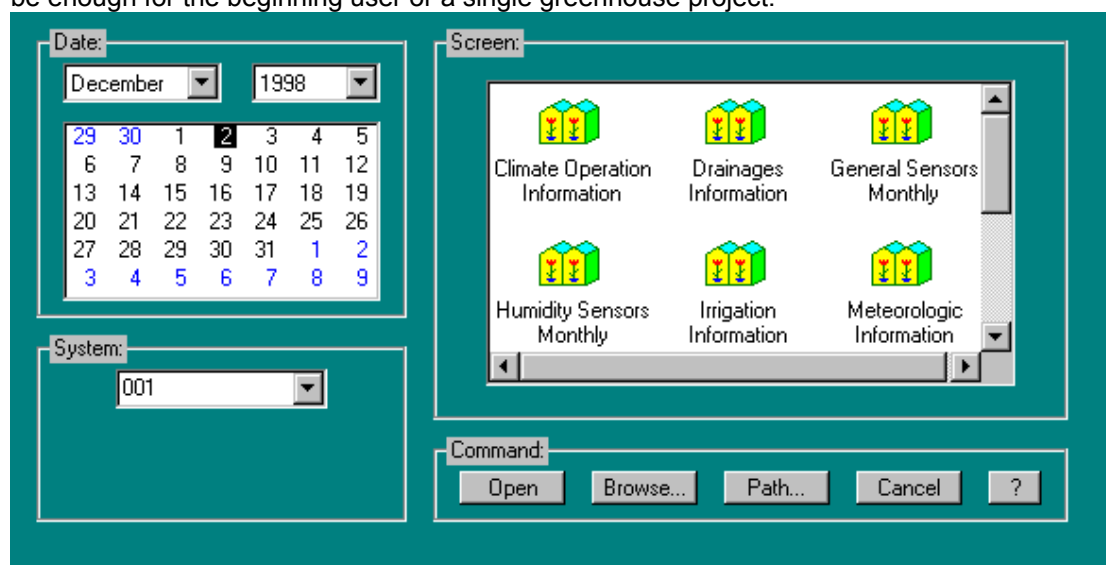 be enough for the beginning user or a single greenhouse project.
Date:
December 1998
29 30 1 2 3 4 5
6 7 8 9 10 11 12
13 14 15 16 17 18 19
20 21 22 23 24 25 26
27 28 29 30 31 1 2
3 4 5 6 7 8 9
System:
001
Screen:
Climate Operation Drainages General Sensors
Information Information Monthly
Humidity Sensors Irrigation Meteorologic
Monthly Information Information
Command:
Open Browse... Path... Cancel ?